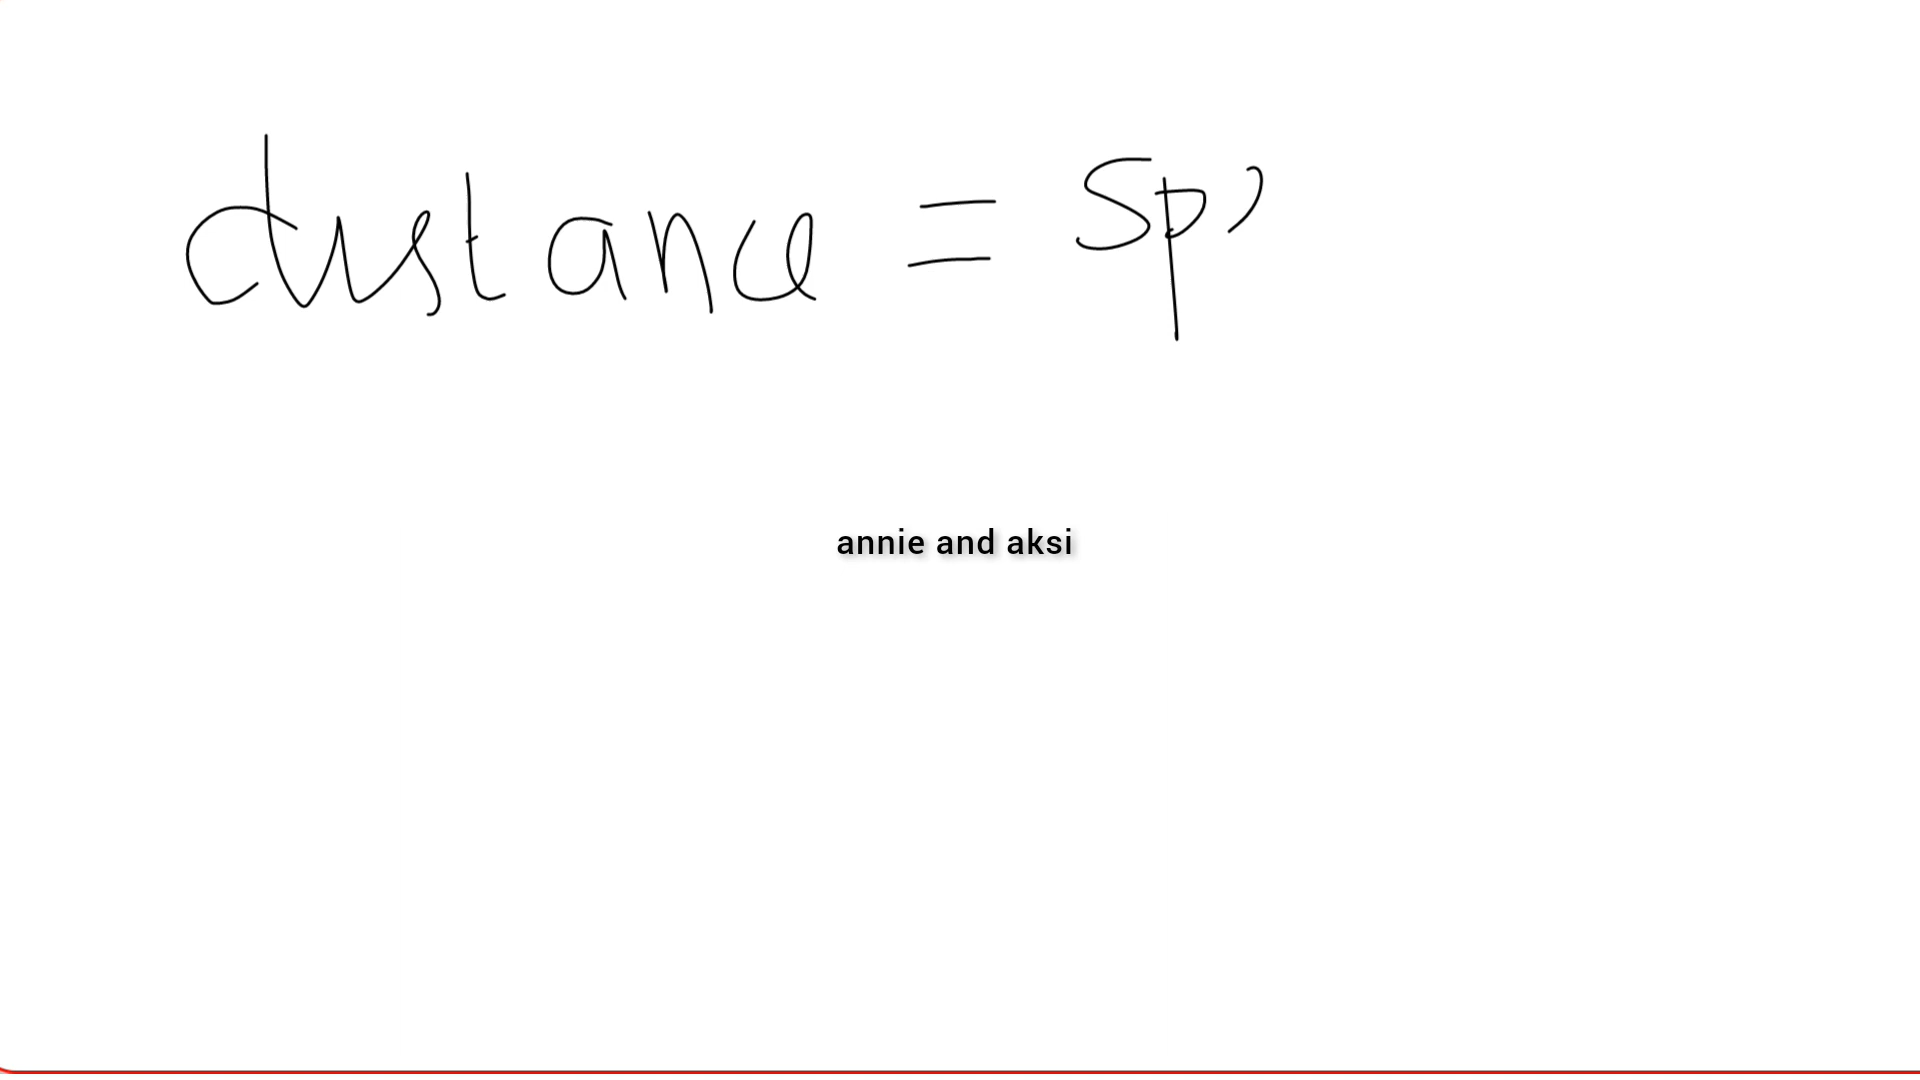 distance = sp
annie and aksi